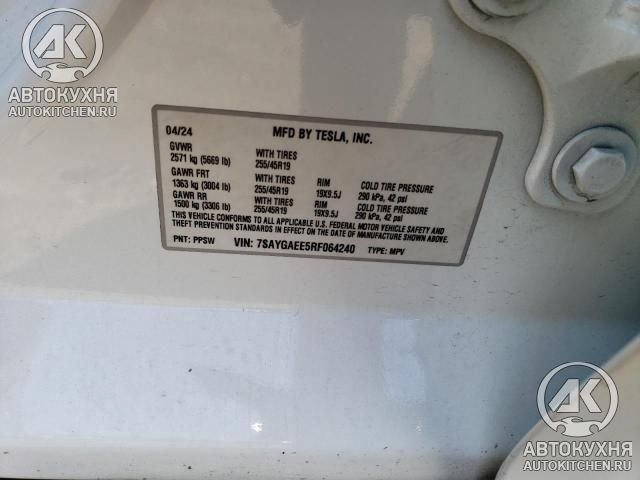 АК
АВТОКУХНЯ
AUTOKITCHEN.RU
04/24 MFD BY TESLA, INC.
GVWR WITH TIRES
2571 kg (5669 lb) 255/45R19
GAWR FRT WITH TIRES RIM COLD TIRE PRESSURE
1363 kg (3004 lb) 255/45R19 19X9.5J 290 kPa, 42 psi
GAWR RR WITH TIRES RIM COLD TIRE PRESSURE
1500 kg (3306 lb) 255/45R19 19X9.5J 290 kPa, 42 psi
THIS VEHICLE CONFORMS TO ALL APPLICABLE U.S. FEDERAL MOTOR VEHICLE SAFETY AND
THEFT PREVENTION STANDARDS IN EFFECT ON THE DATE OF MANUFACTURE SHOWN ABOVE.
PNT: PPSW VIN: 7SAYGAEE5RF064240 TYPE: MPV
АК
АВТОКУХНЯ
AUTOKITCHEN.RU